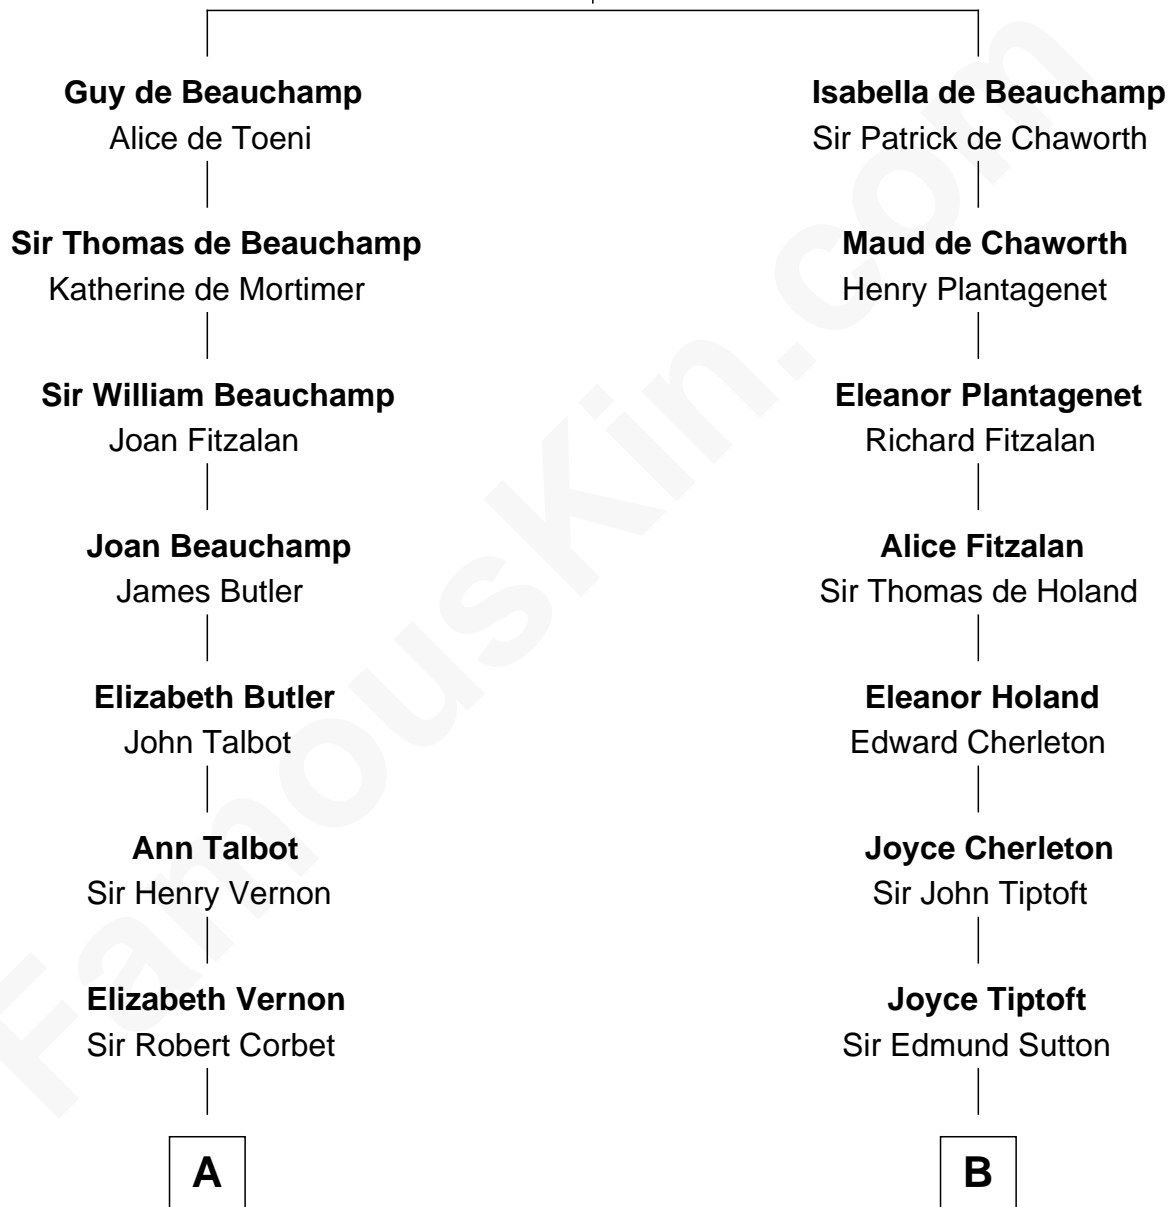 Guy de Beauchamp
Alice de Toeni
Sir Thomas de Beauchamp
Katherine de Mortimer
Sir William Beauchamp
Joan Fitzalan
Joan Beauchamp
James Butler
Elizabeth Butler
John Talbot
Ann Talbot
Sir Henry Vernon
Elizabeth Vernon
Sir Robert Corbet
A
Isabella de Beauchamp
Sir Patrick de Chaworth
Maud de Chaworth
Henry Plantagenet
Eleanor Plantagenet
Richard Fitzalan
Alice Fitzalan
Sir Thomas de Holand
Eleanor Holand
Edward Cherleton
Joyce Cherleton
Sir John Tiptoft
Joyce Tiptoft
Sir Edmund Sutton
B
FamousKin.com